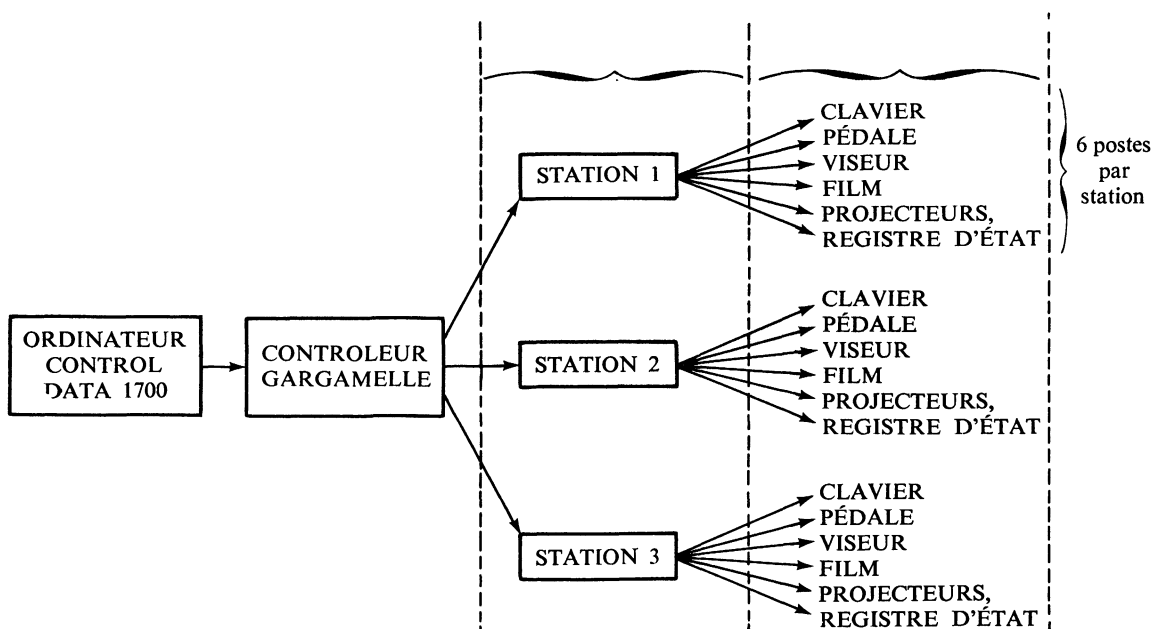 CLAVIER
PÉDALE
VISEUR
FILM
PROJECTEURS,
REGISTRE D'ÉTAT
6 postes
par
station
STATION 1
ORDINATEUR
CONTROL
DATA 1700
CONTROLEUR
GARGAMELLE
STATION 2
CLAVIER
PÉDALE
VISEUR
FILM
PROJECTEURS,
REGISTRE D'ÉTAT
STATION 3
CLAVIER
PÉDALE
VISEUR
FILM
PROJECTEURS,
REGISTRE D'ÉTAT